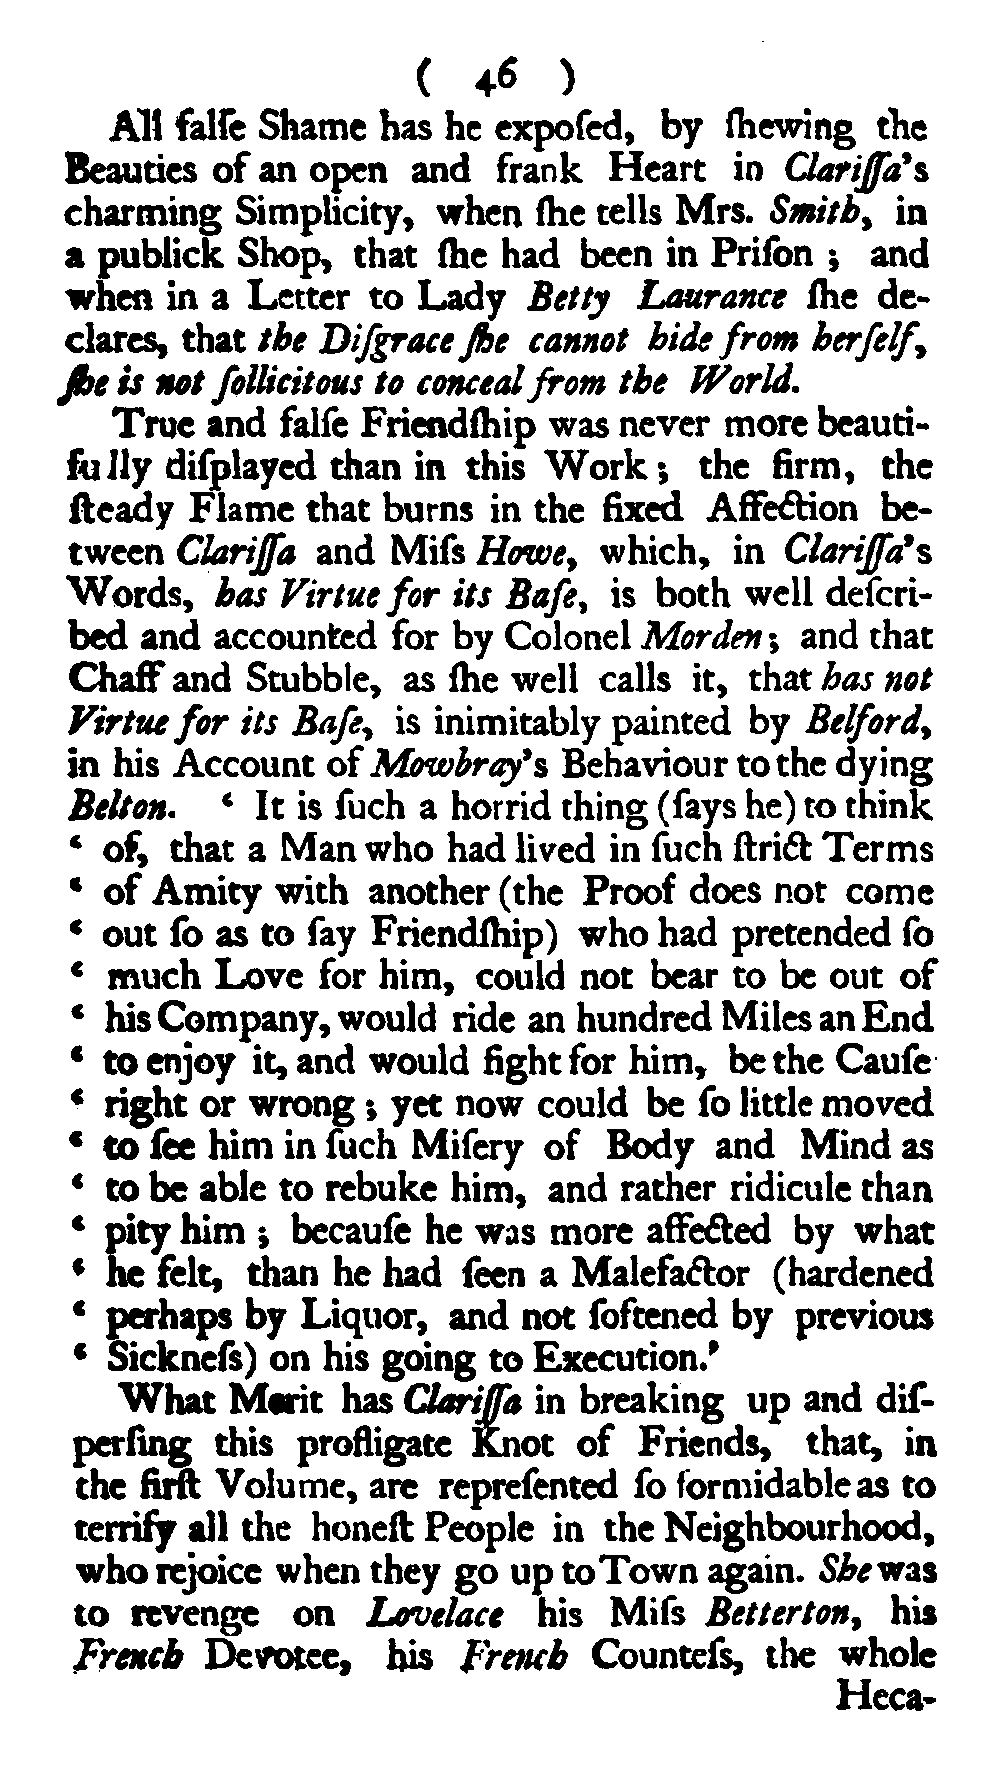 ( 46 )
All falſe Shame has he expoſed, by ſhewing the
Beauties of an open and frank Heart in Clariſſa's
charming Simplicity, when ſhe tells Mrs. Smith, in
a publick Shop, that ſhe had been in Priſon ; and
when in a Letter to Lady Betty Laurance ſhe de-
clares, that the Diſgrace ſhe cannot hide from herſelf,
ſhe is not ſollicitous to conceal from the World.
True and falſe Friendſhip was never more beauti-
fully diſplayed than in this Work ; the firm, the
ſteady Flame that burns in the fixed Affection be-
tween Clariſſa and Miſs Howe, which, in Clariſſa's
Words, has Virtue for its Baſe, is both well deſcri-
bed and accounted for by Colonel Morden ; and that
Chaff and Stubble, as ſhe well calls it, that has not
Virtue for its Baſe, is inimitably painted by Belford,
in his Account of Mowbray's Behaviour to the dying
Belton. ‘ It is ſuch a horrid thing (ſays he) to think
‘ of, that a Man who had lived in ſuch ſtrict Terms
‘ of Amity with another (the Proof does not come
‘ out ſo as to ſay Friendſhip) who had pretended ſo
‘ much Love for him, could not bear to be out of
‘ his Company, would ride an hundred Miles an End
‘ to enjoy it, and would fight for him, be the Cauſe
‘ right or wrong ; yet now could be ſo little moved
‘ to ſee him in ſuch Miſery of Body and Mind as
‘ to be able to rebuke him, and rather ridicule than
‘ pity him ; becauſe he was more affected by what
‘ he felt, than he had ſeen a Malefactor (hardened
‘ perhaps by Liquor, and not ſoftened by previous
‘ Sickneſs) on his going to Execution.’
What Merit has Clariſſa in breaking up and diſ-
perſing this profligate Knot of Friends, that, in
the firſt Volume, are repreſented ſo formidable as to
terrify all the honeſt People in the Neighbourhood,
who rejoice when they go up to Town again. She was
to revenge on Lovelace his Miſs Betterton, his
French Devotee, his French Counteſs, the whole
Heca-